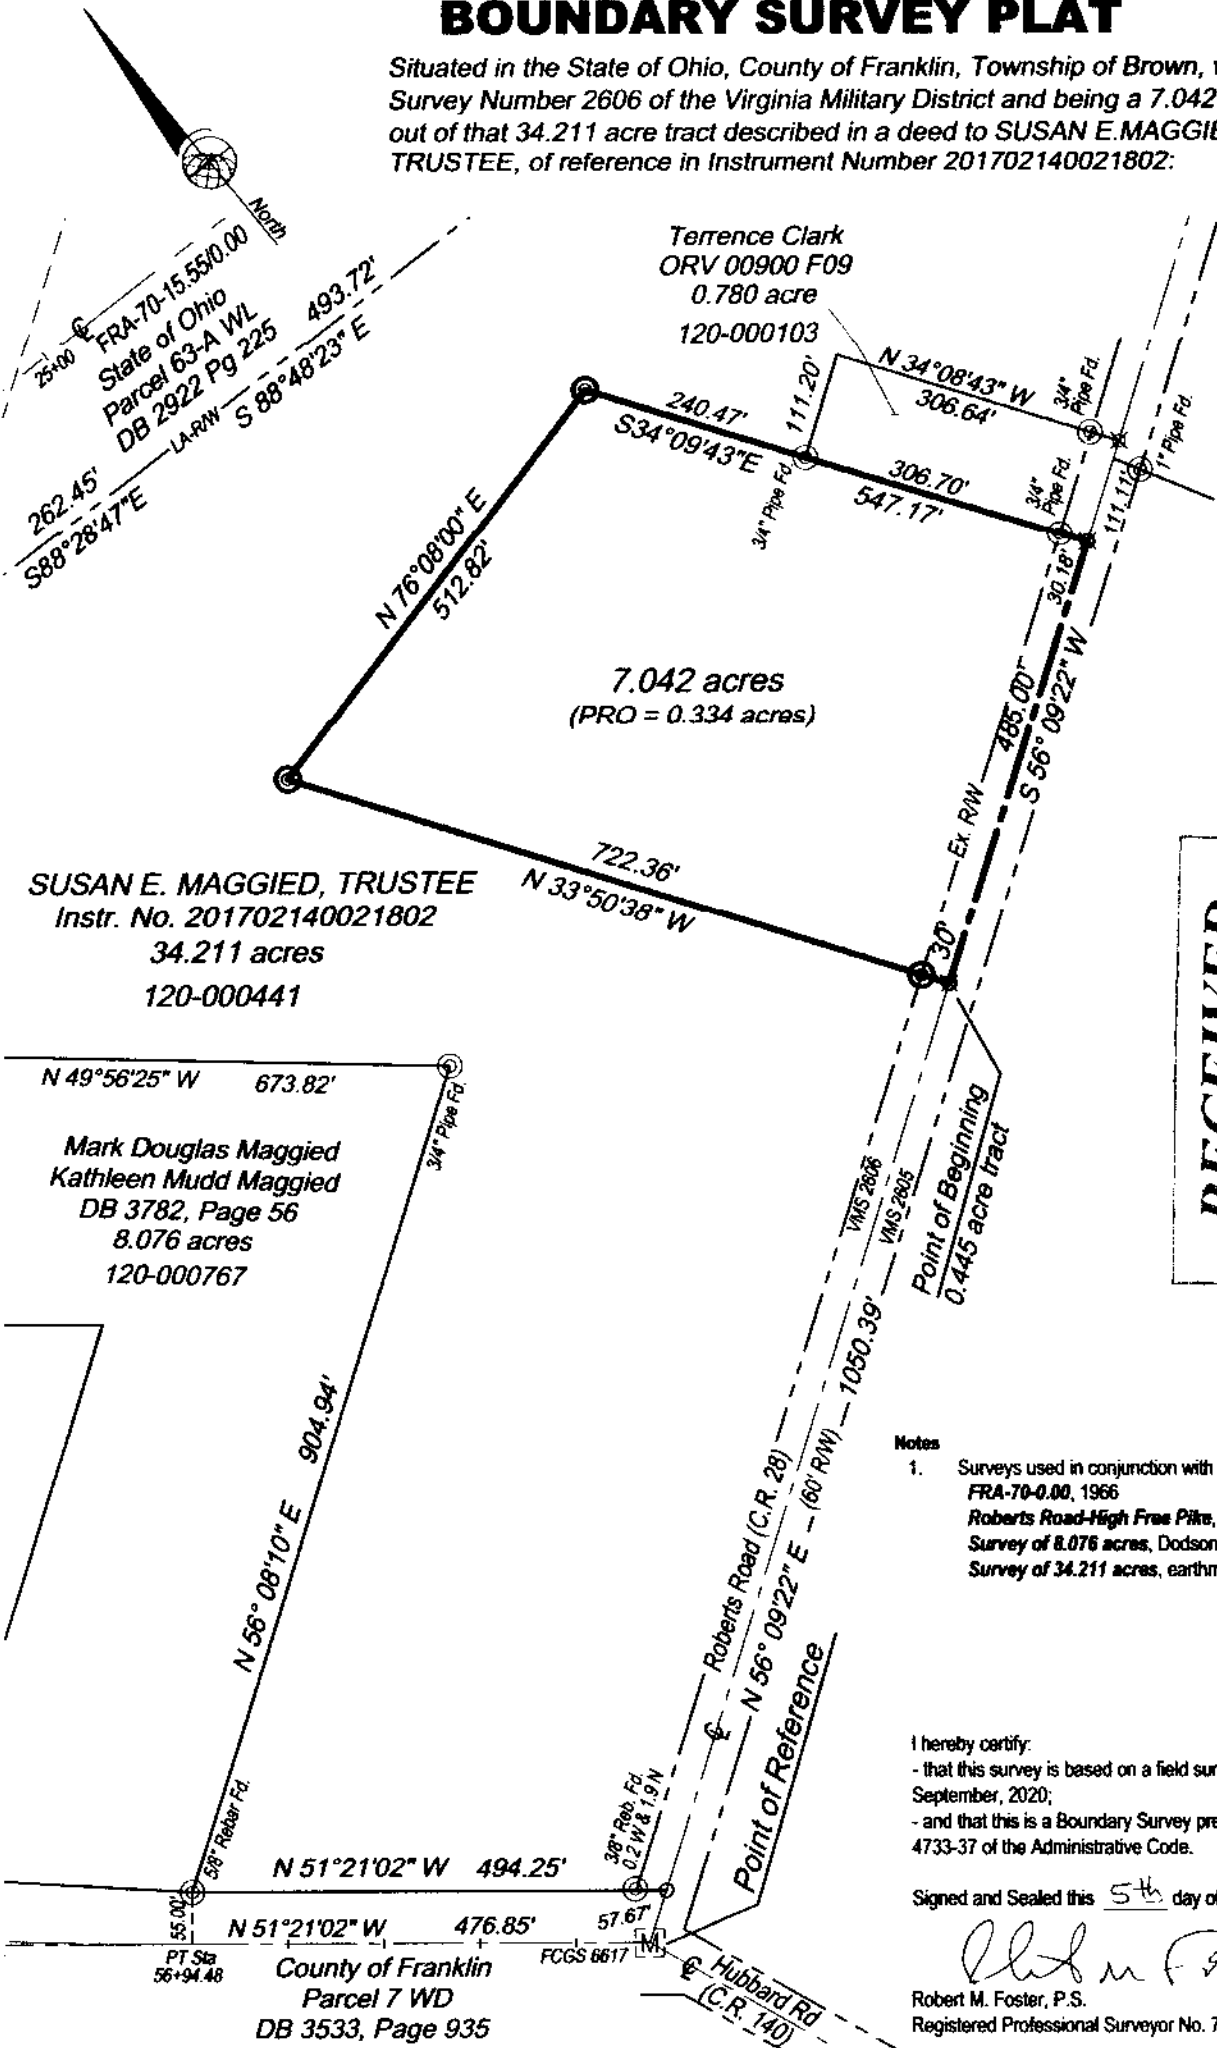 BOUNDARY SURVEY PLAT
Situated in the State of Ohio, County of Franklin, Township of Brown,
Survey Number 2606 of the Virginia Military District and being a 7.042
out of that 34.211 acre tract described in a deed to SUSAN E.MAGGIE
TRUSTEE, of reference in Instrument Number 201702140021802:
North
25+00
FRA-70-15.55/0.00
State of Ohio
Parcel 63-A WL
DB 2922 Pg 225
493.72'
LA-R/W
S 88°48'23" E
262.45'
S88°28'47"E
Terrence Clark
ORV 00900 F09
0.780 acre
120-000103
N 34°08'43" W
306.64'
111.20'
3/4" Pipe Fd.
1" Pipe Fd.
240.47'
S34°09'43"E
3/4" Pipe Fd.
306.70'
547.17'
3/4" Pipe Fd.
111.11'
30.18'
N 76°08'00" E
512.82'
7.042 acres
(PRO = 0.334 acres)
485.00'
S 56° 09'22" W
Ex. R/W
722.36'
N 33°50'38" W
30'
SUSAN E. MAGGIED, TRUSTEE
Instr. No. 201702140021802
34.211 acres
120-000441
RECEIVED
N 49°56'25" W 673.82'
3/4" Pipe Fd.
Mark Douglas Maggied
Kathleen Mudd Maggied
DB 3782, Page 56
8.076 acres
120-000767
VMS 2606
VMS 2605
Point of Beginning
0.445 acre tract
N 56° 08'10" E 904.94'
Roberts Road (C.R. 28)
N 56° 09'22" E (60' R/W) 1050.39'
Point of Reference
Notes
1. Surveys used in conjunction with
FRA-70-0.00, 1966
Roberts Road-High Free Pike,
Survey of 8.076 acres, Dodson
Survey of 34.211 acres, earthm
I hereby certify:
- that this survey is based on a field sur
September, 2020;
- and that this is a Boundary Survey pre
4733-37 of the Administrative Code.
Signed and Sealed this 5th day of
Robert M. Foster, P.S.
Registered Professional Surveyor No. 7
5/8" Rebar Fd.
3/8" Reb. Fd.
0.2 W & 1.9 N
N 51°21'02" W 494.25'
55.00'
N 51°21'02" W 476.85' 57.67'
PT Sta
56+94.48
FCGS 6617
M
County of Franklin
Parcel 7 WD
DB 3533, Page 935
Hubbard Rd
(C.R. 140)